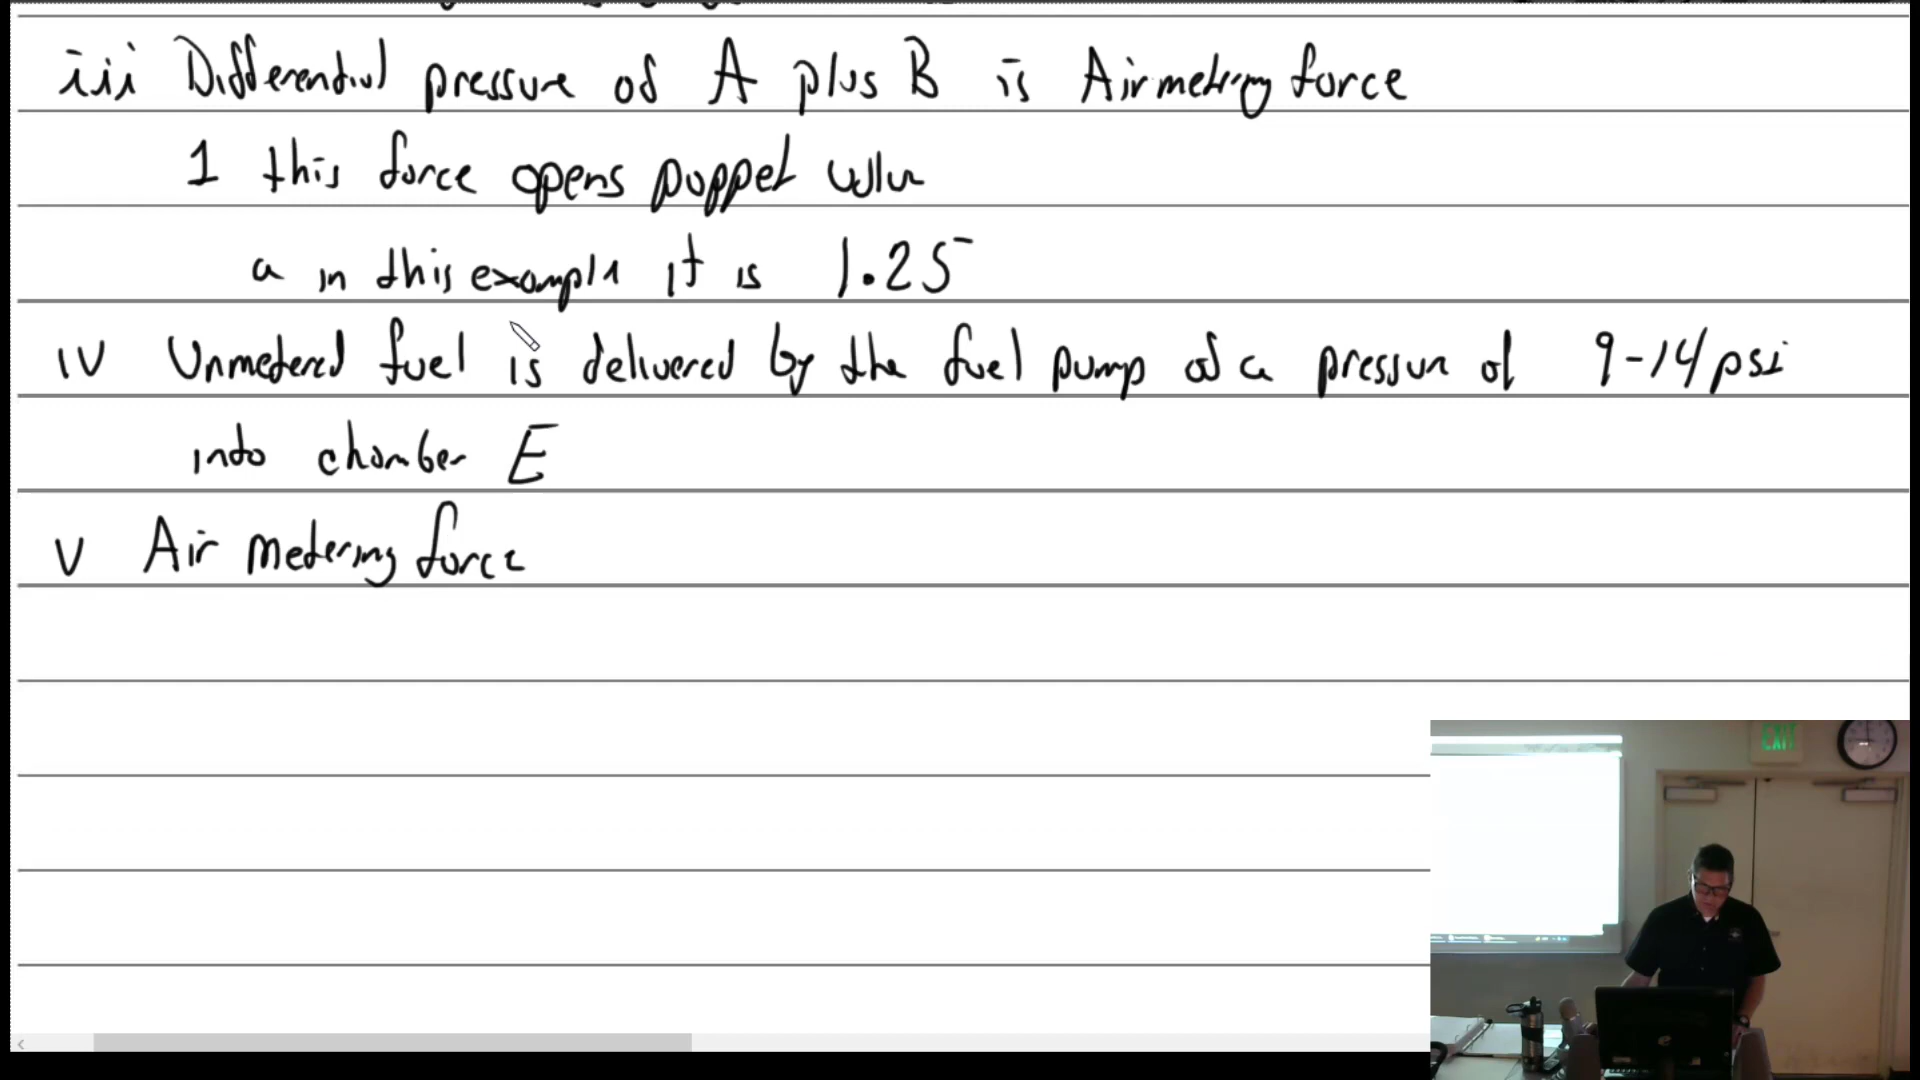 iii Differential pressure of A plus B is Airmetering force
1 this force opens poppet valve
a in this example it is 1.25
iv Unmetered fuel is delivered by the fuel pump at a pressure of 9-14 psi
into chamber E
v Air metering force
EXIT